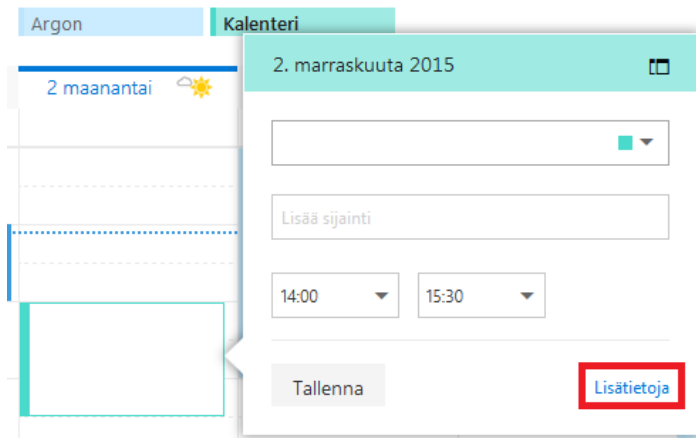 Argon
Kalenteri
2 maanantai
2. marraskuuta 2015
Lisää sijainti
14:00
15:30
Tallenna
Lisätietoja